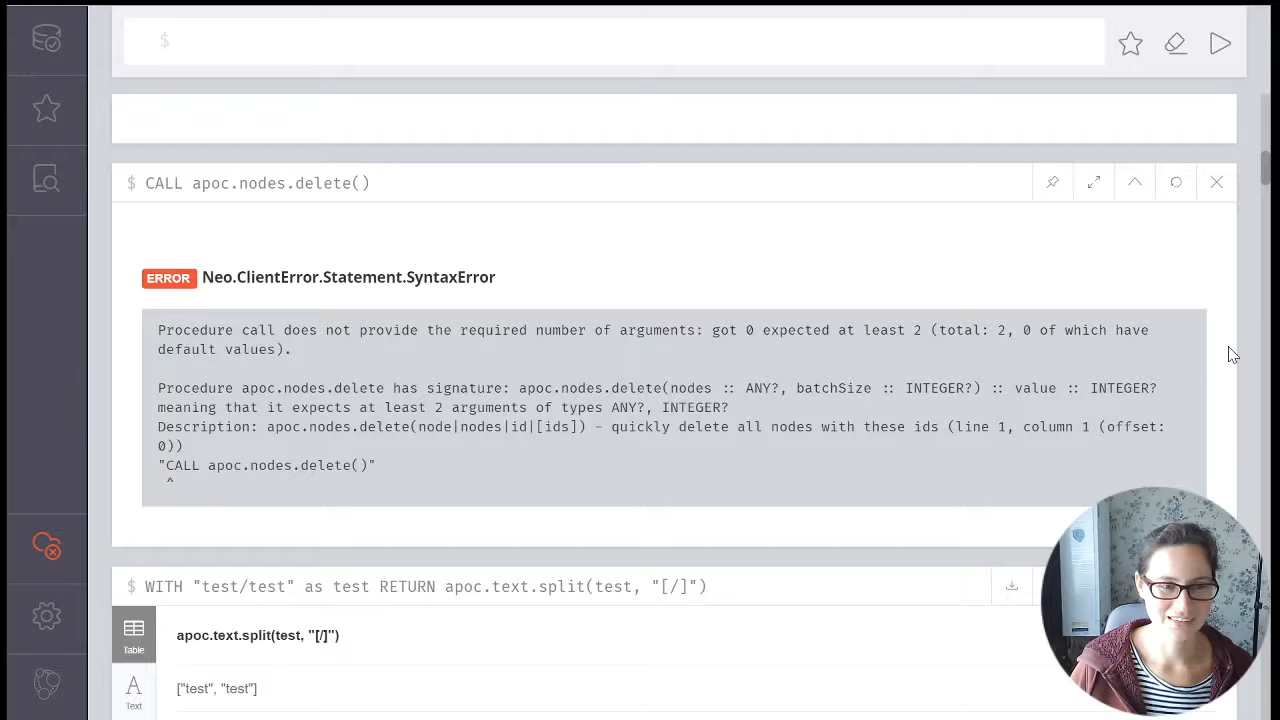 $
$ CALL apoc.nodes.delete()
ERROR Neo.ClientError.Statement.SyntaxError
Procedure call does not provide the required number of arguments: got 0 expected at least 2 (total: 2, 0 of which have
default values).
Procedure apoc.nodes.delete has signature: apoc.nodes.delete(nodes :: ANY?, batchSize :: INTEGER?) :: value :: INTEGER?
meaning that it expects at least 2 arguments of types ANY?, INTEGER?
Description: apoc.nodes.delete(node|nodes|id|[ids]) - quickly delete all nodes with these ids (line 1, column 1 (offset:
0))
"CALL apoc.nodes.delete()"
^
$ WITH "test/test" as test RETURN apoc.text.split(test, "[/]")
Table
apoc.text.split(test, "[/]")
A
Text
["test", "test"]